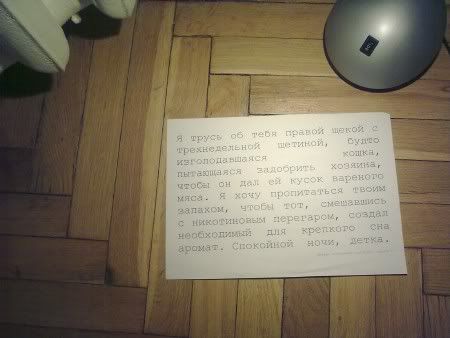 Я трусь об тебя правой щекой с
трехнедельной щетиной, будто
изголодавшаяся кошка,
пытающаяся задобрить хозяина,
чтобы он дал ей кусок вареного
мяса. Я хочу пропитаться твоим
запахом, чтобы тот, смешавшись
с никотиновым перегаром, создал
необходимый для крепкого сна
аромат. Спокойной ночи, детка.